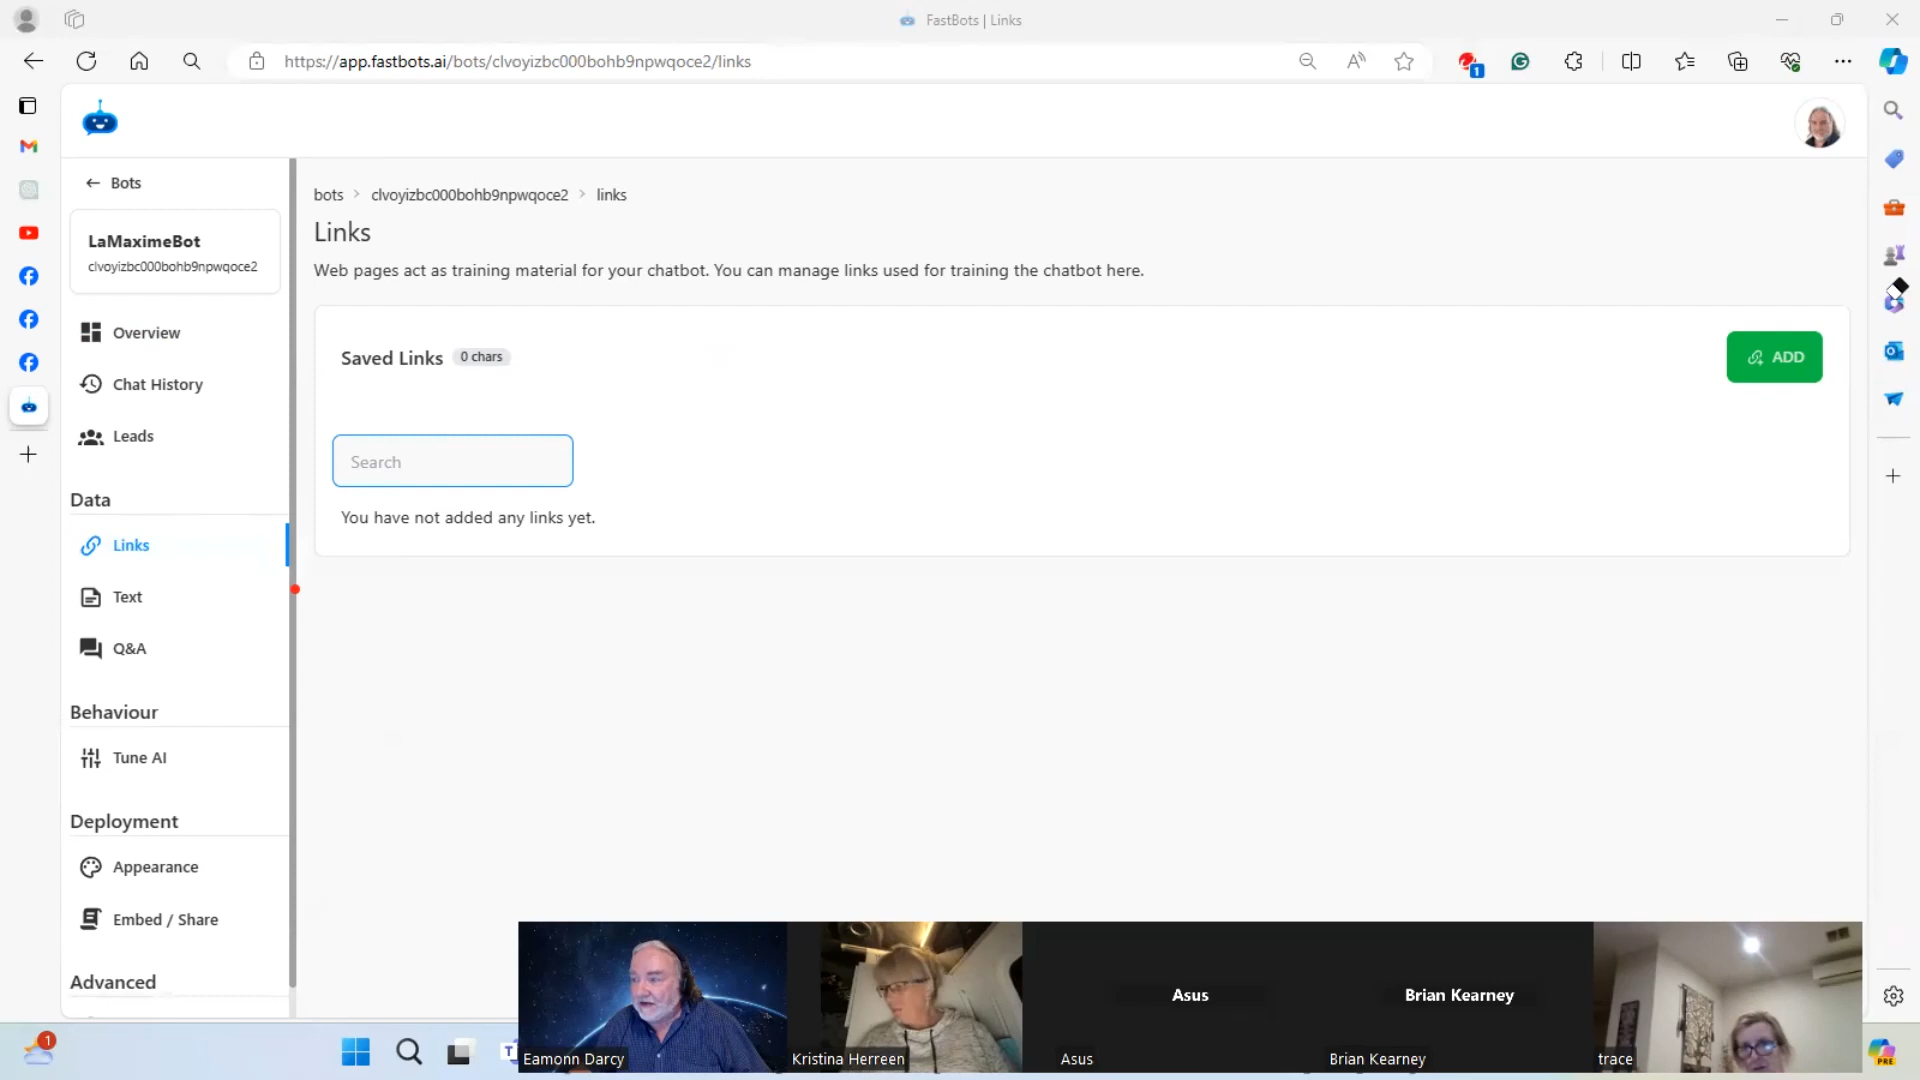 FastBots | Links
https://app.fastbots.ai/bots/clvoyizbc000bohb9npwqoce2/links
1
Bots
LaMaximeBot
clvoyizbc000bohb9npwqoce2
Overview
Chat History
Leads
Data
Links
Text
Q&A
Behaviour
Tune AI
Deployment
Appearance
Embed / Share
Advanced
bots > clvoyizbc000bohb9npwqoce2 > links
Links
Web pages act as training material for your chatbot. You can manage links used for training the chatbot here.
Saved Links 0 chars
ADD
Search
You have not added any links yet.
Asus
Brian Kearney
Eamonn Darcy
Kristina Herreen
Asus
Brian Kearney
trace
1
T
PRE